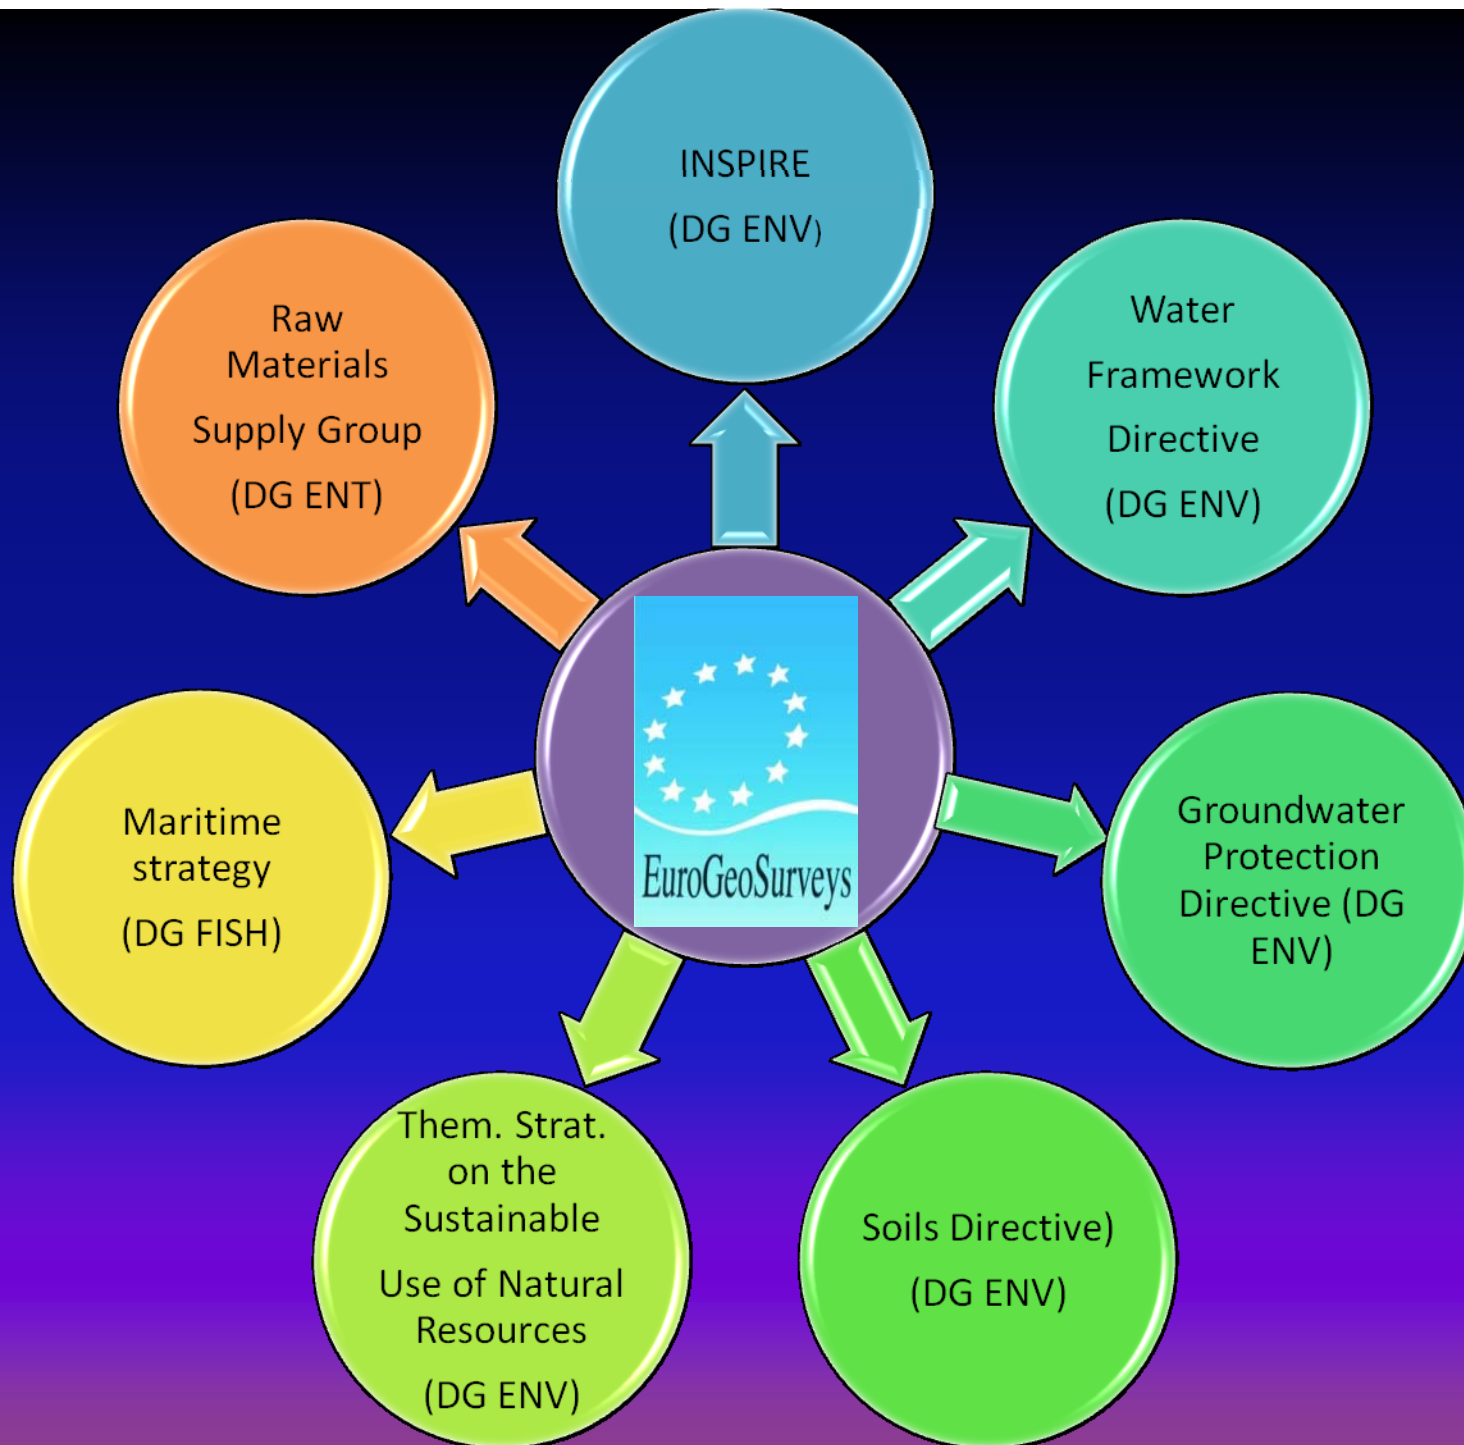 INSPIRE
(DG ENV)
Water
Framework
Directive
(DG ENV)
Groundwater
Protection
Directive (DG
ENV)
Soils Directive)
(DG ENV)
Them. Strat.
on the
Sustainable
Use of Natural
Resources
(DG ENV)
Maritime
strategy
(DG FISH)
Raw
Materials
Supply Group
(DG ENT)
EuroGeoSurveys